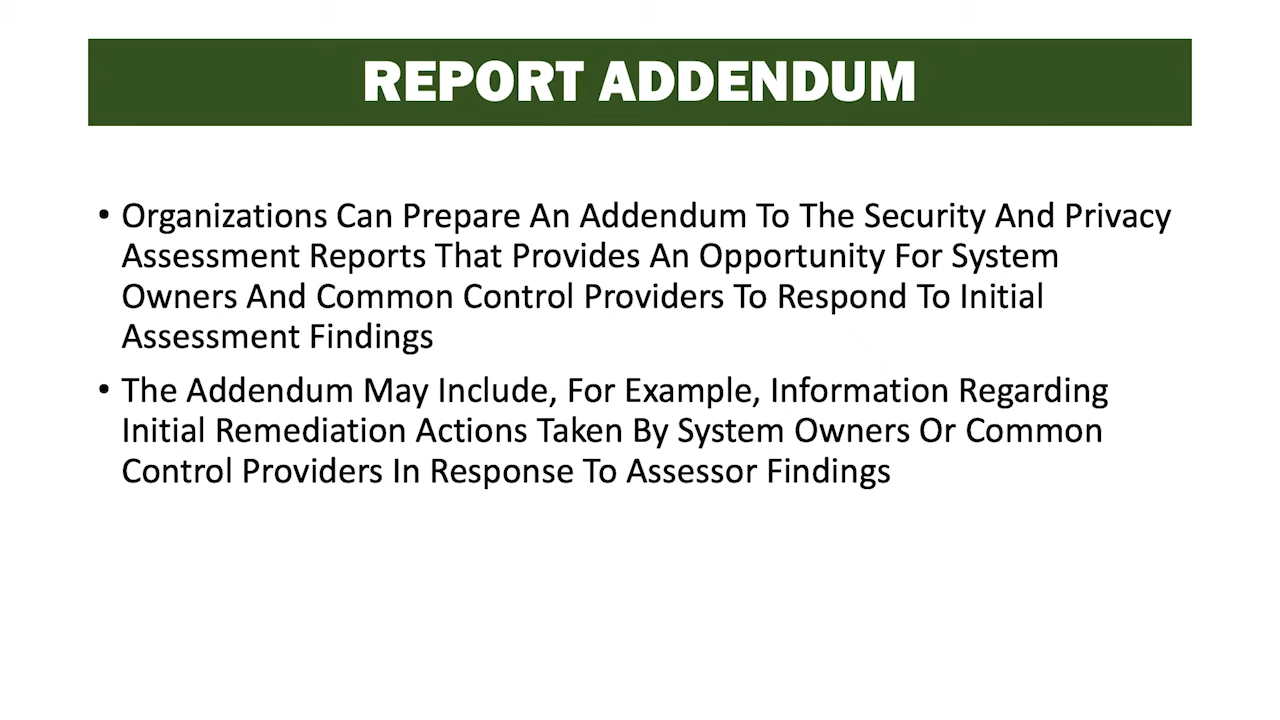 REPORT ADDENDUM
• Organizations Can Prepare An Addendum To The Security And Privacy
Assessment Reports That Provides An Opportunity For System
Owners And Common Control Providers To Respond To Initial
Assessment Findings
• The Addendum May Include, For Example, Information Regarding
Initial Remediation Actions Taken By System Owners Or Common
Control Providers In Response To Assessor Findings